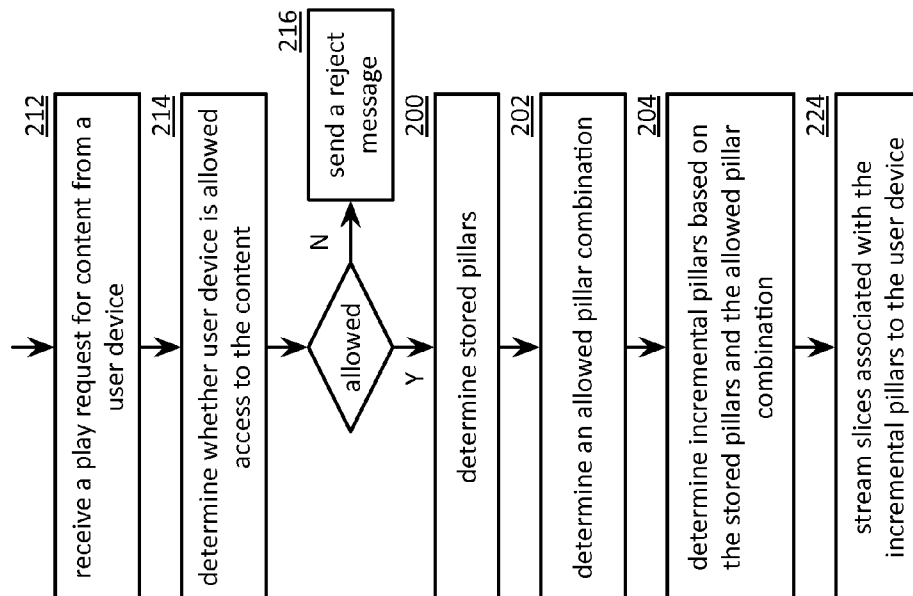 212
receive a play request for content from a
user device
214
determine whether user device is allowed
access to the content
allowed
N
216
send a reject
message
Y
200
determine stored pillars
202
determine an allowed pillar combination
204
determine incremental pillars based on
the stored pillars and the allowed pillar
combination
224
stream slices associated with the
incremental pillars to the user device